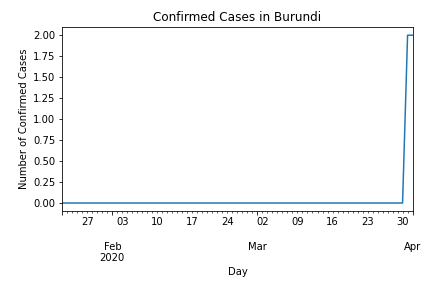 Confirmed Cases in Burundi
Number of Confirmed Cases
2.00
1.75
1.50
1.25
1.00
0.75
0.50
0.25
0.00
27 03 10 17 24 02 09 16 23 30
Feb Mar Apr
2020
Day